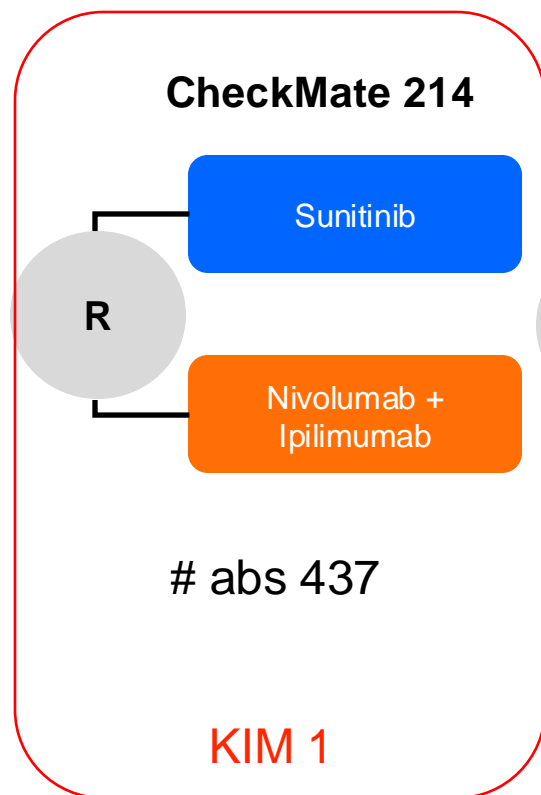 CheckMate 214
Sunitinib
R
Nivolumab +
Ipilimumab
# abs 437
KIM 1